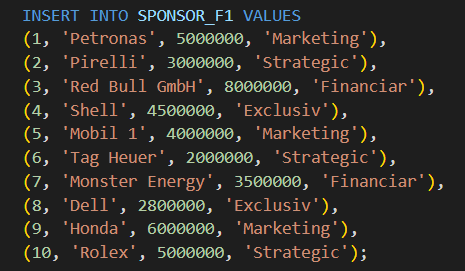 INSERT INTO SPONSOR_F1 VALUES
(1, 'Petronas', 5000000, 'Marketing'),
(2, 'Pirelli', 3000000, 'Strategic'),
(3, 'Red Bull GmbH', 8000000, 'Financiar'),
(4, 'Shell', 4500000, 'Exclusiv'),
(5, 'Mobil 1', 4000000, 'Marketing'),
(6, 'Tag Heuer', 2000000, 'Strategic'),
(7, 'Monster Energy', 3500000, 'Financiar'),
(8, 'Dell', 2800000, 'Exclusiv'),
(9, 'Honda', 6000000, 'Marketing'),
(10, 'Rolex', 5000000, 'Strategic');